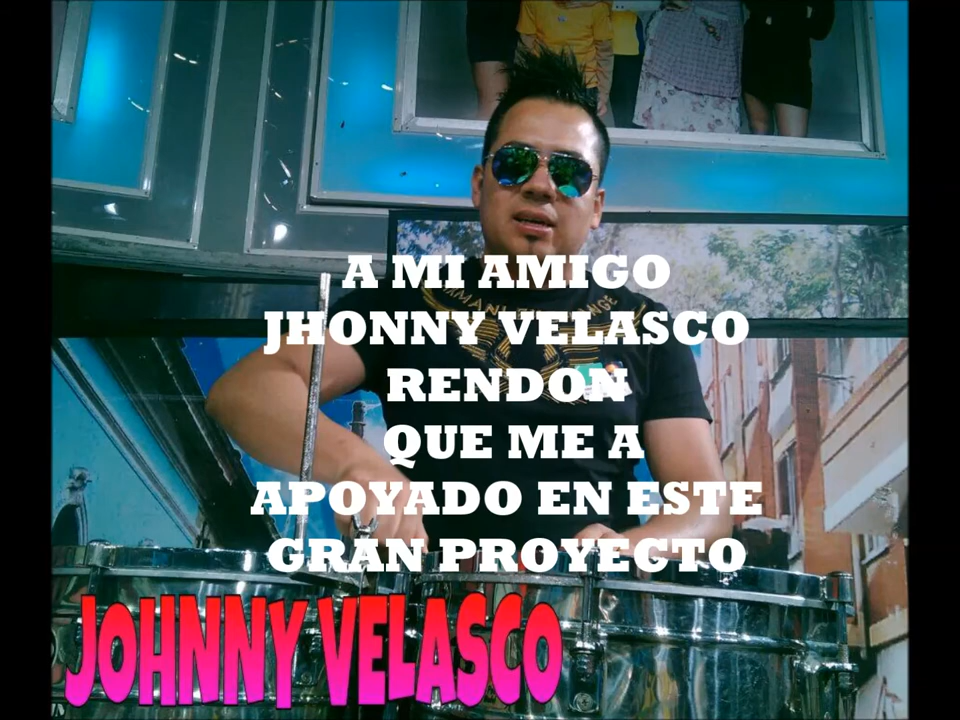 A MI AMIGO
JHONNY VELASCO
RENDON
QUE ME A
APOYADO EN ESTE
GRAN PROYECTO
JOHNNY VELASCO